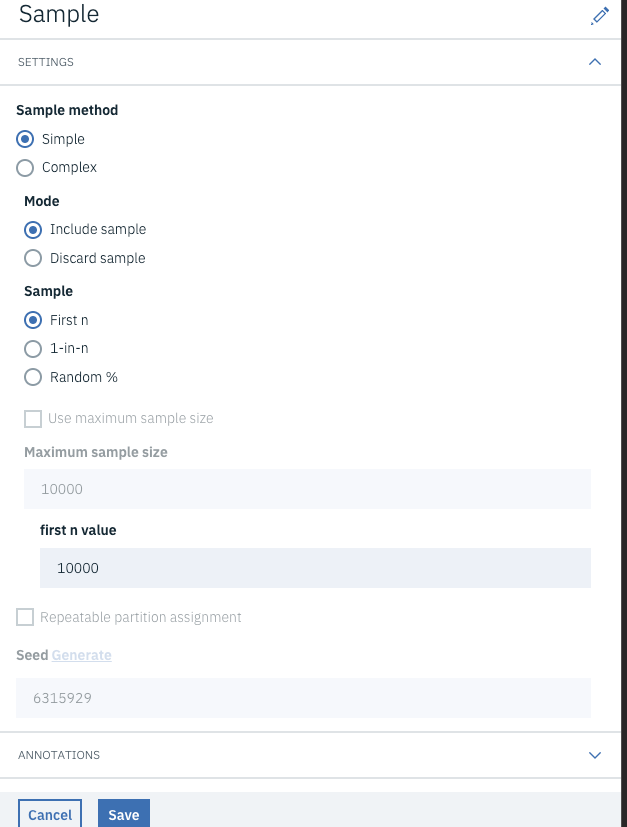 Sample
SETTINGS
Sample method
Simple
Complex
Mode
Include sample
Discard sample
Sample
First n
1-in-n
Random %
Use maximum sample size
Maximum sample size
10000
first n value
10000
Repeatable partition assignment
Seed Generate
6315929
ANNOTATIONS
Cancel Save